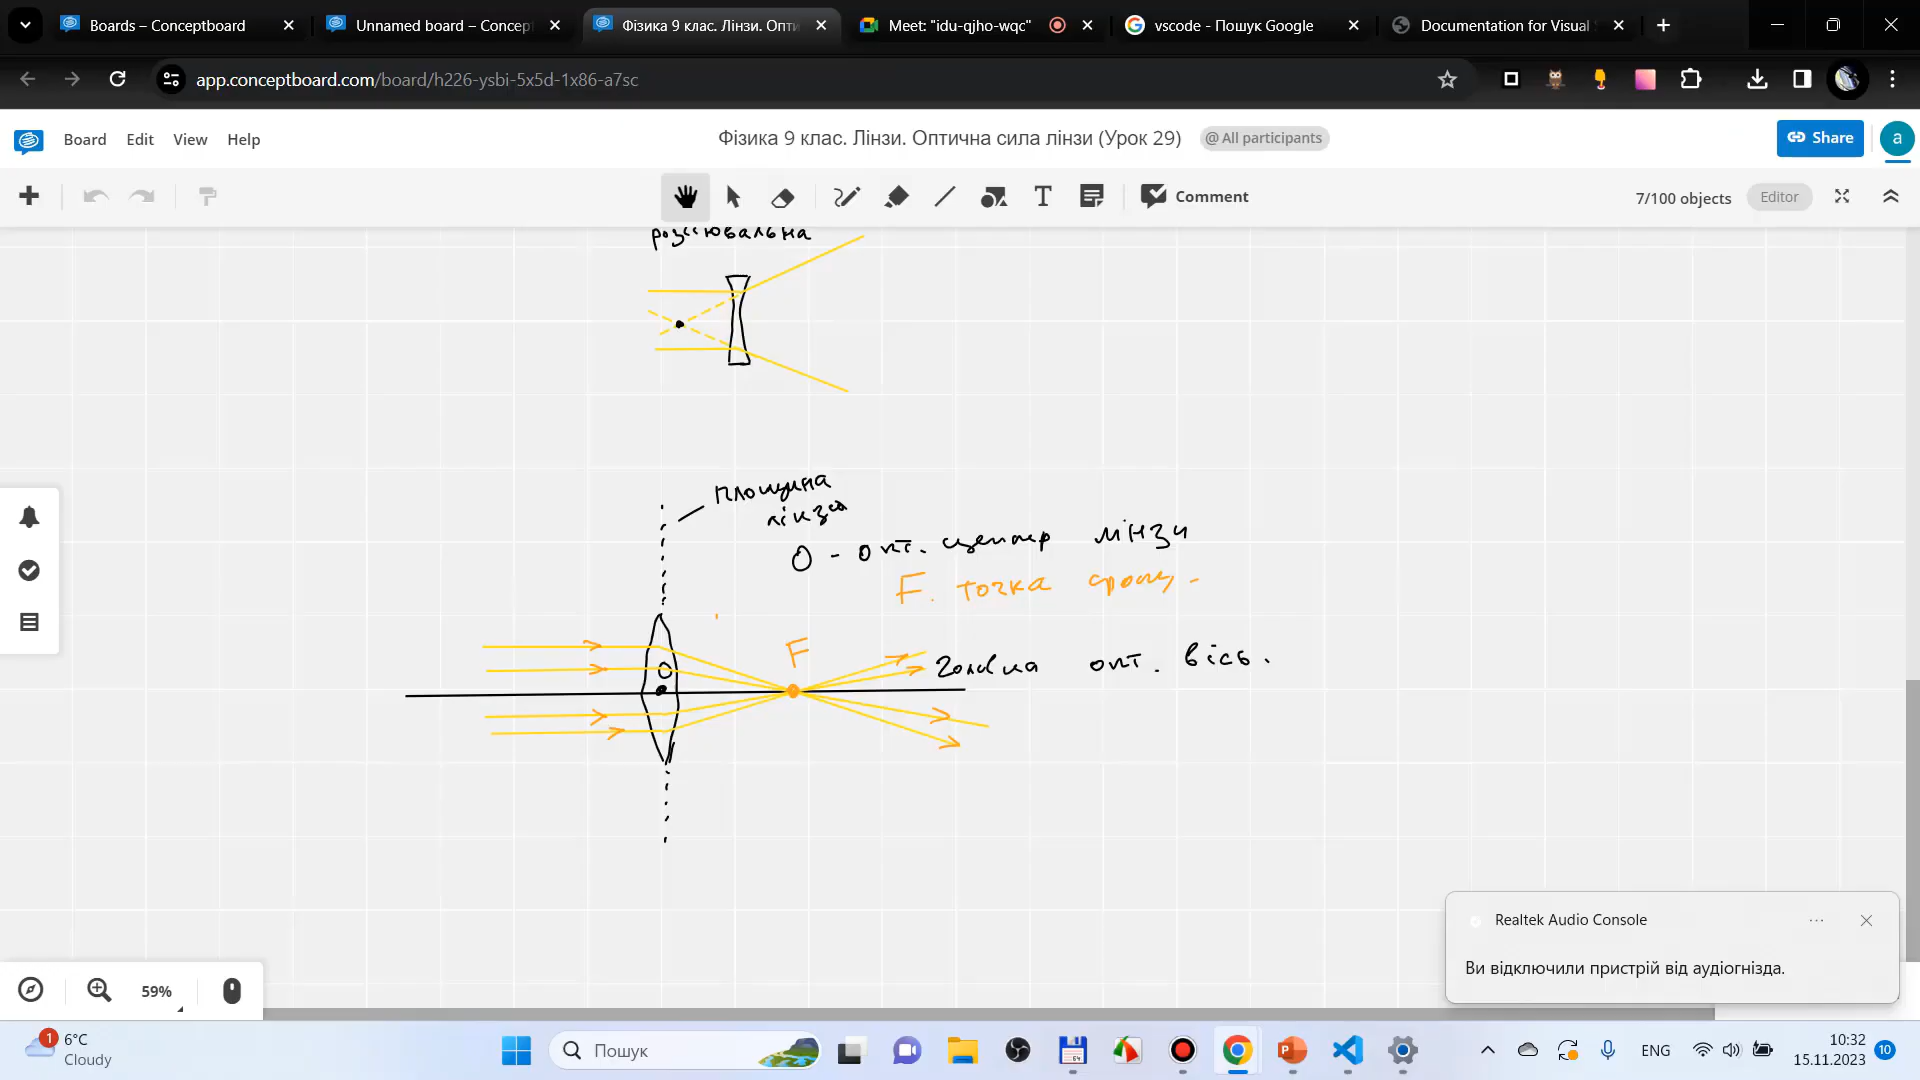 Boards – Conceptboard
Unnamed board – Concep
Фізика 9 клас. Лінзи. Опти
Meet: "idu-qjho-wqc"
vscode - Пошук Google
Documentation for Visual
app.conceptboard.com/board/h226-ysbi-5x5d-1x86-a7sc
Board Edit View Help
Фізика 9 клас. Лінзи. Оптична сила лінзи (Урок 29)
@ All participants
Share
a
T
Comment
7/100 objects
Editor
розсіювальна
площина
лінзи
O - опт. центр лінзи
F. точка фокус.
F
O
головна опт. вісь.
Realtek Audio Console
Ви відключили пристрій від аудіогнізда.
59%
1
6°C
Cloudy
Пошук
ENG
10:32
15.11.2023
10